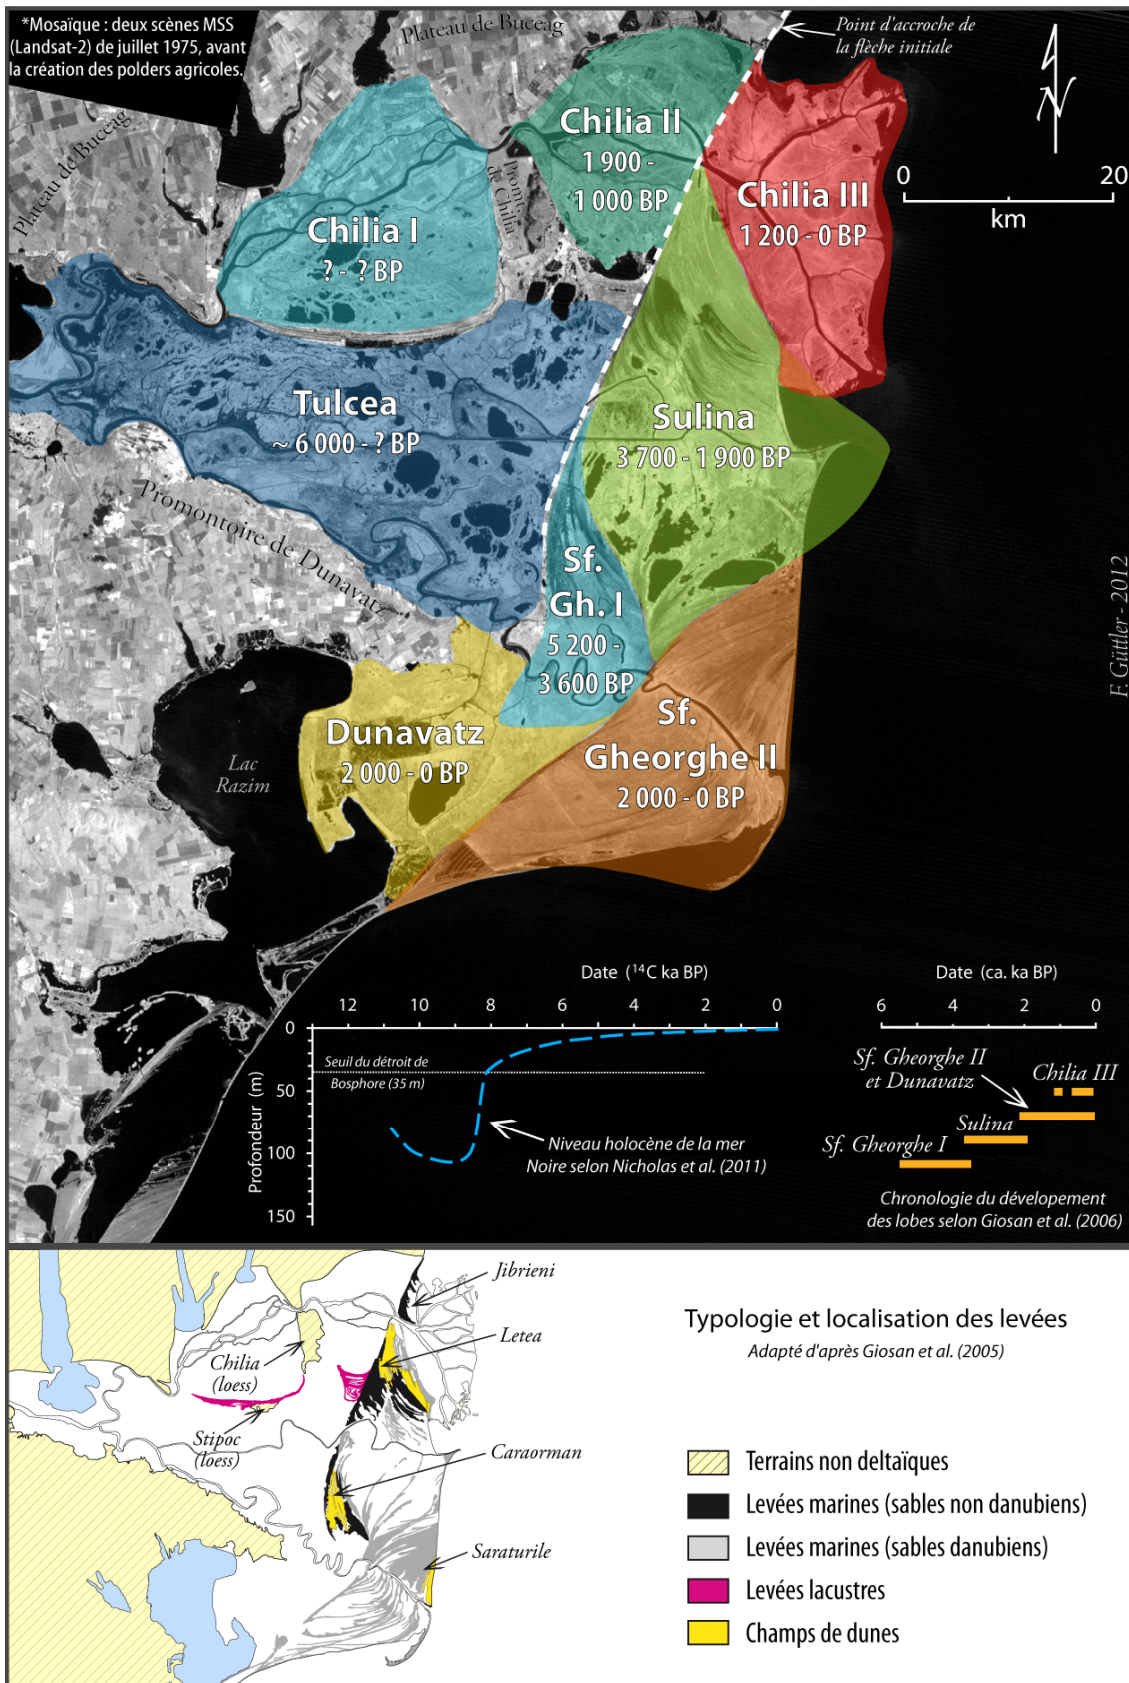 *Mosaïque : deux scènes MSS
(Landsat-2) de juillet 1975, avant
la création des polders agricoles.
Plateau de Buceag
Point d'accroche de
la flèche initiale
N
Plateau de Buceag
Chilia II
1 900 -
1 000 BP
Prom.
de Chilia
Chilia III
1 200 - 0 BP
0 20
km
Chilia I
? - ? BP
Tulcea
~ 6 000 - ? BP
Sulina
3 700 - 1 900 BP
Promontoire de Dunavatz
Sf.
Gh. I
5 200 -
3 600 BP
F. Güttler - 2012
Dunavatz
2 000 - 0 BP
Sf.
Gheorghe II
2 000 - 0 BP
Lac
Razim
Date (¹⁴C ka BP)
12 10 8 6 4 2 0
Profondeur (m)
0
50
100
150
Seuil du détroit de
Bosphore (35 m)
Niveau holocène de la mer
Noire selon Nicholas et al. (2011)
Date (ca. ka BP)
6 4 2 0
Sf. Gheorghe II
et Dunavatz
Chilia III
Sulina
Sf. Gheorghe I
Chronologie du dévelopement
des lobes selon Giosan et al. (2006)
Jibrieni
Letea
Chilia
(loess)
Stipoc
(loess)
Caraorman
Saraturile
Typologie et localisation des levées
Adapté d'après Giosan et al. (2005)
Terrains non deltaïques
Levées marines (sables non danubiens)
Levées marines (sables danubiens)
Levées lacustres
Champs de dunes